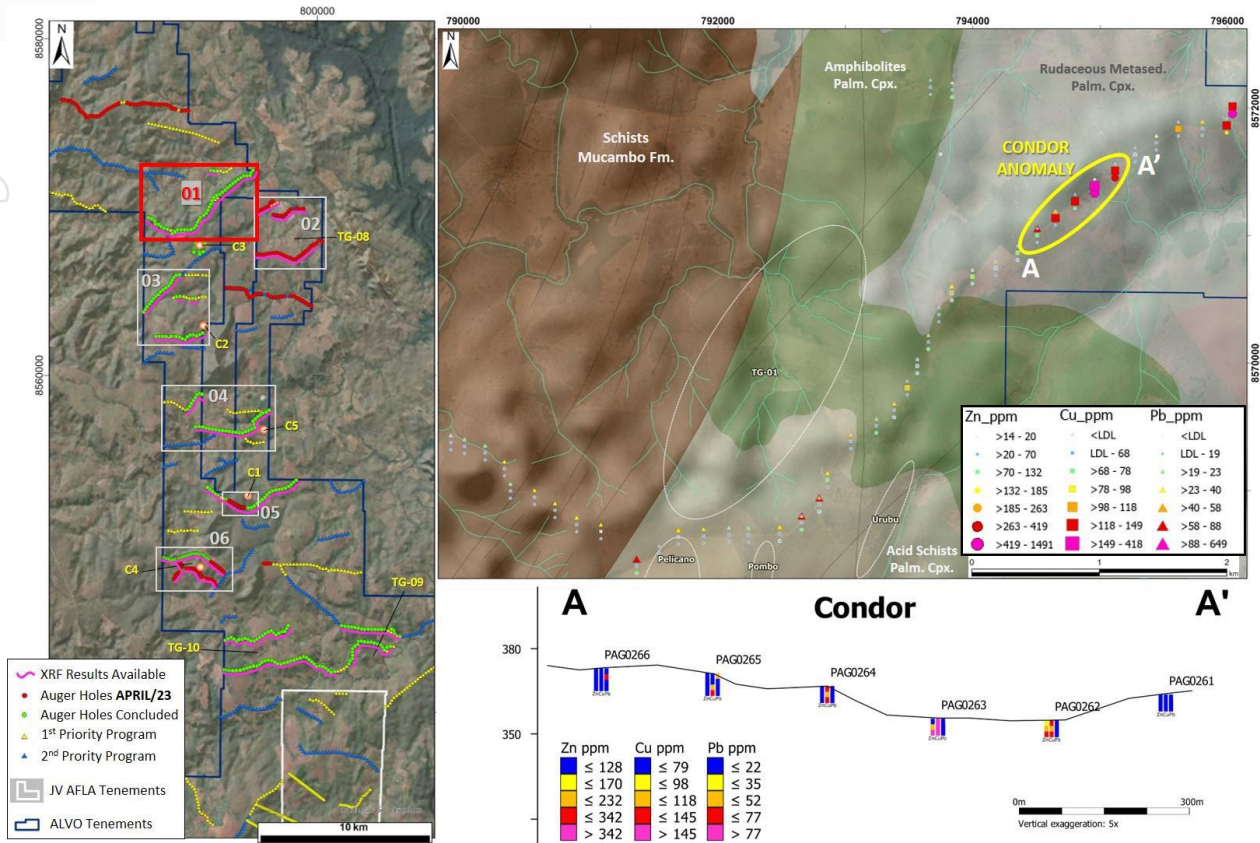 800000
8580000
8560000
N
01
02
TG-08
C3
03
C2
04
C5
C1
05
06
C4
TG-09
TG-10
XRF Results Available
Auger Holes APRIL/23
Auger Holes Concluded
1st Priority Program
2nd Priority Program
JV AFLA Tenements
ALVO Tenements
10 km
790000
792000
794000
796000
8572000
8570000
N
Amphibolites
Palm. Cpx.
Rudaceous Metased.
Palm. Cpx.
Schists
Mucambo Fm.
CONDOR
ANOMALY
A'
A
TG-01
Urubu
Pelicano
Pombo
Acid Schists
Palm. Cpx.
Zn_ppm Cu_ppm Pb_ppm
>14 - 20 <LDL <LDL
>20 - 70 LDL - 68 LDL - 19
>70 - 132 >68 - 78 >19 - 23
>132 - 185 >78 - 98 >23 - 40
>185 - 263 >98 - 118 >40 - 58
>263 - 419 >118 - 149 >58 - 88
>419 - 1491 >149 - 418 >88 - 649
0 1 2
km
A Condor A'
380
350
PAG0266
PAG0265
PAG0264
PAG0263
PAG0262
PAG0261
ZnCuPb
ZnCuPb
ZnCuPb
ZnCuPb
ZnCuPb
ZnCuPb
Zn ppm Cu ppm Pb ppm
≤ 128 ≤ 79 ≤ 22
≤ 170 ≤ 98 ≤ 35
≤ 232 ≤ 118 ≤ 52
≤ 342 ≤ 145 ≤ 77
> 342 > 145 > 77
0m 300m
Vertical exaggeration: 5x